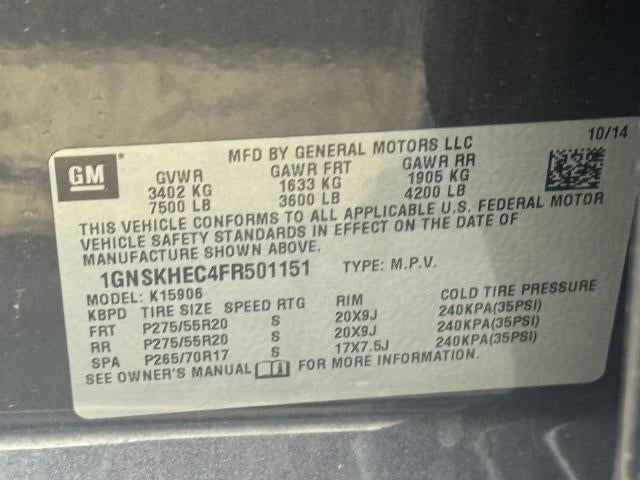 10/14
MFD BY GENERAL MOTORS LLC
GM
GVWR GAWR FRT GAWR RR
3402 KG 1633 KG 1905 KG
7500 LB 3600 LB 4200 LB
THIS VEHICLE CONFORMS TO ALL APPLICABLE U.S. FEDERAL MOTOR
VEHICLE SAFETY STANDARDS IN EFFECT ON THE DATE OF
MANUFACTURE SHOWN ABOVE.
1GNSKHEC4FR501151 TYPE: M.P.V.
MODEL: K15906
KBPD TIRE SIZE SPEED RTG RIM COLD TIRE PRESSURE
FRT P275/55R20 S 20X9J 240KPA(35PSI)
RR P275/55R20 S 20X9J 240KPA(35PSI)
SPA P265/70R17 S 17X7.5J 240KPA(35PSI)
SEE OWNER'S MANUAL FOR MORE INFORMATION.